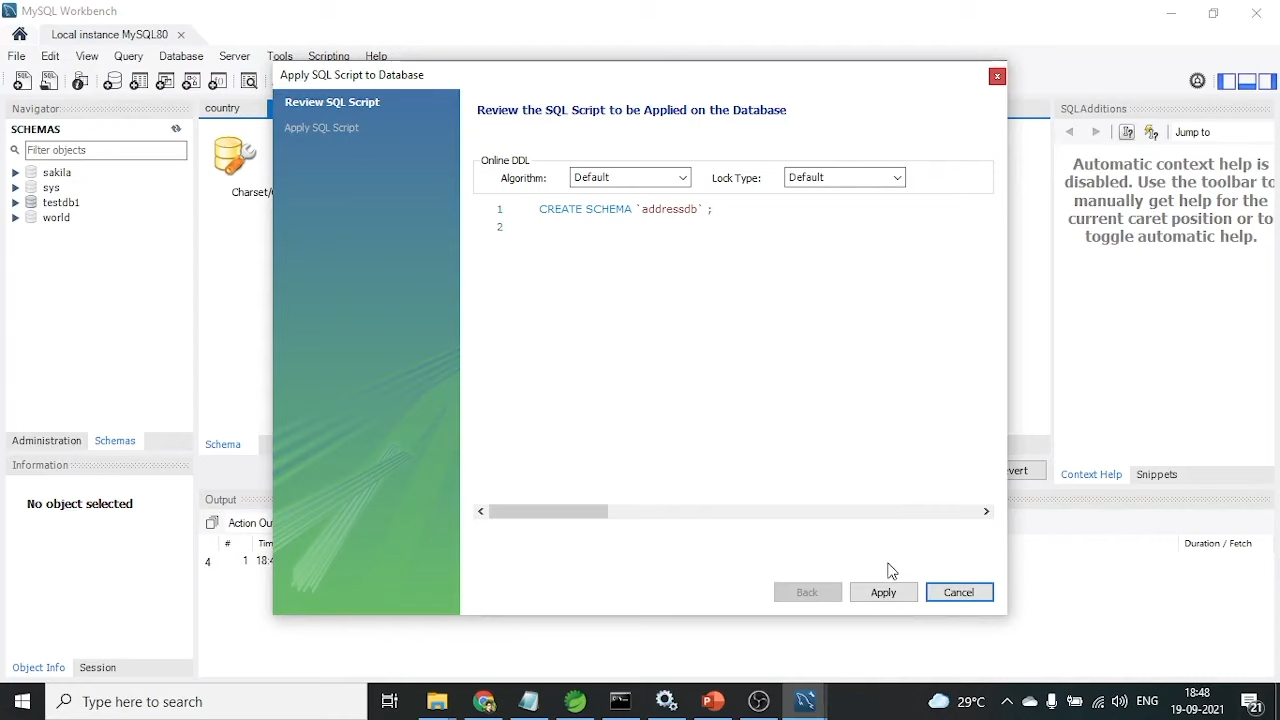 MySQL Workbench
Local instance MySQL80
File Edit View Query Database Server Tools Scripting Help
Apply SQL Script to Database
Navigator
SCHEMAS
Filter objects
sakila
sys
testdb1
world
Administration Schemas
Information
No object selected
Object Info Session
country
Schema
Output
# 
4 1
Review SQL Script
Apply SQL Script
Review the SQL Script to be Applied on the Database
Online DDL
Algorithm: Default Lock Type: Default
1 CREATE SCHEMA `addressdb` ;
2
Back Apply Cancel
SQLAdditions
Jump to
Automatic context help is
disabled. Use the toolbar to
manually get help for the
current caret position or to
toggle automatic help.
Context Help Snippets
Duration / Fetch
Type here to search
29°C
ENG
18:48
19-09-2021
21